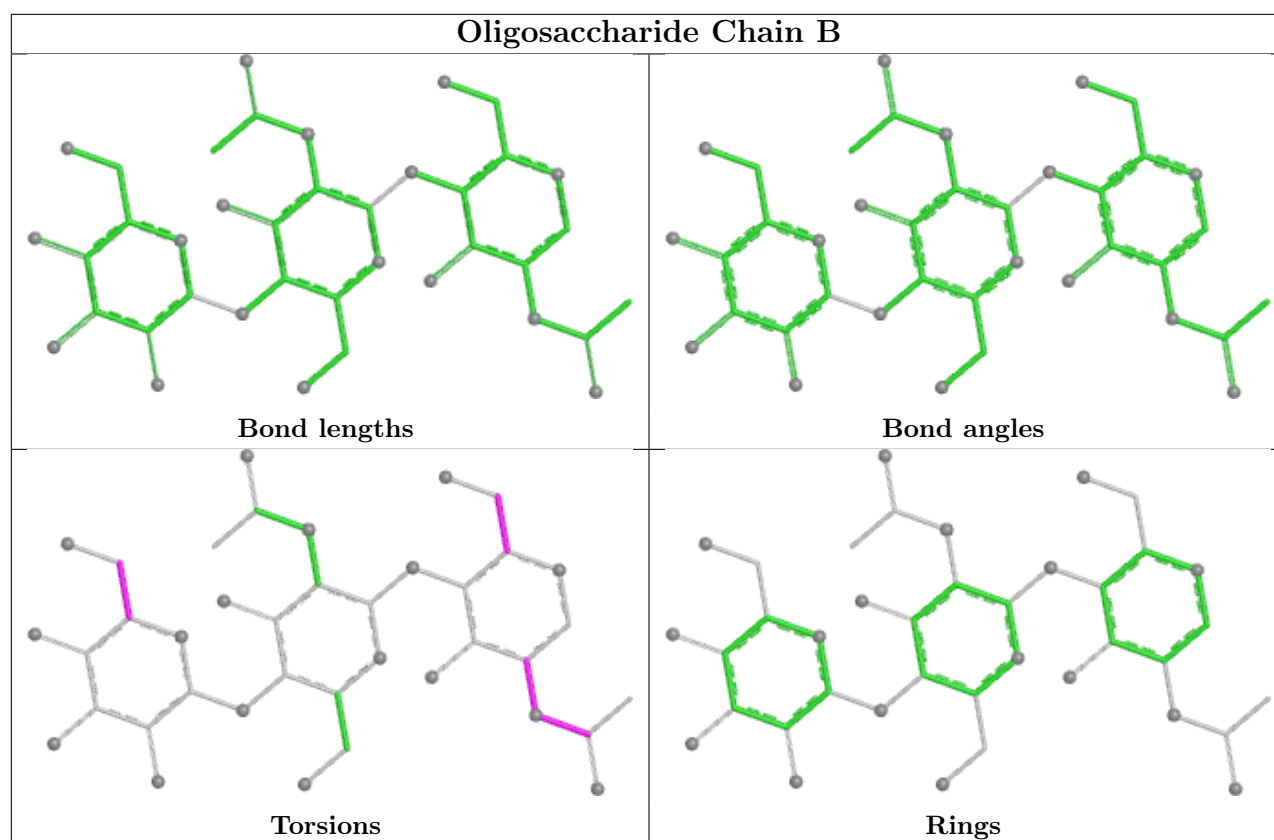 Oligosaccharide Chain B
Bond lengths
Bond angles
Torsions
Rings